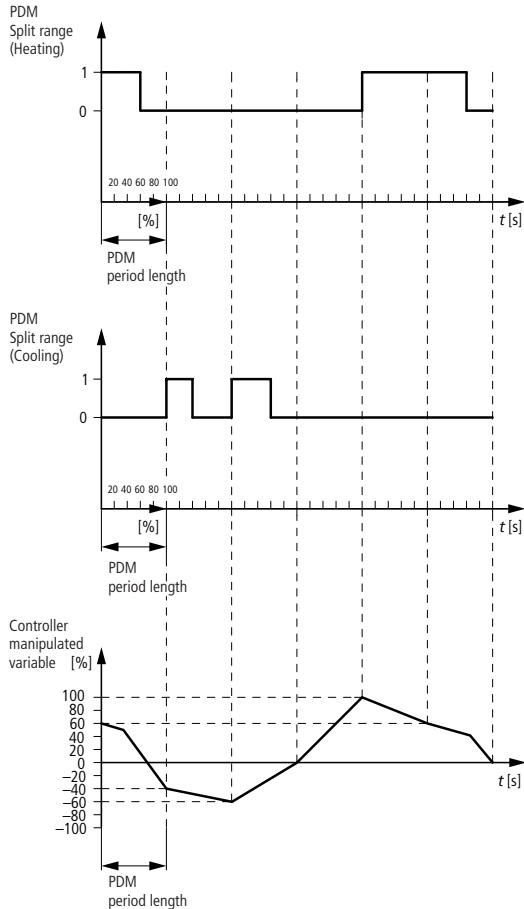 PDM
Split range
(Heating)
1
0
20 40 60 80 100
[%]
t [s]
PDM
period length
PDM
Split range
(Cooling)
1
0
20 40 60 80 100
[%]
t [s]
PDM
period length
Controller
manipulated
variable [%]
100
80
60
40
20
0
–20
–40
–60
–80
–100
t [s]
PDM
period length